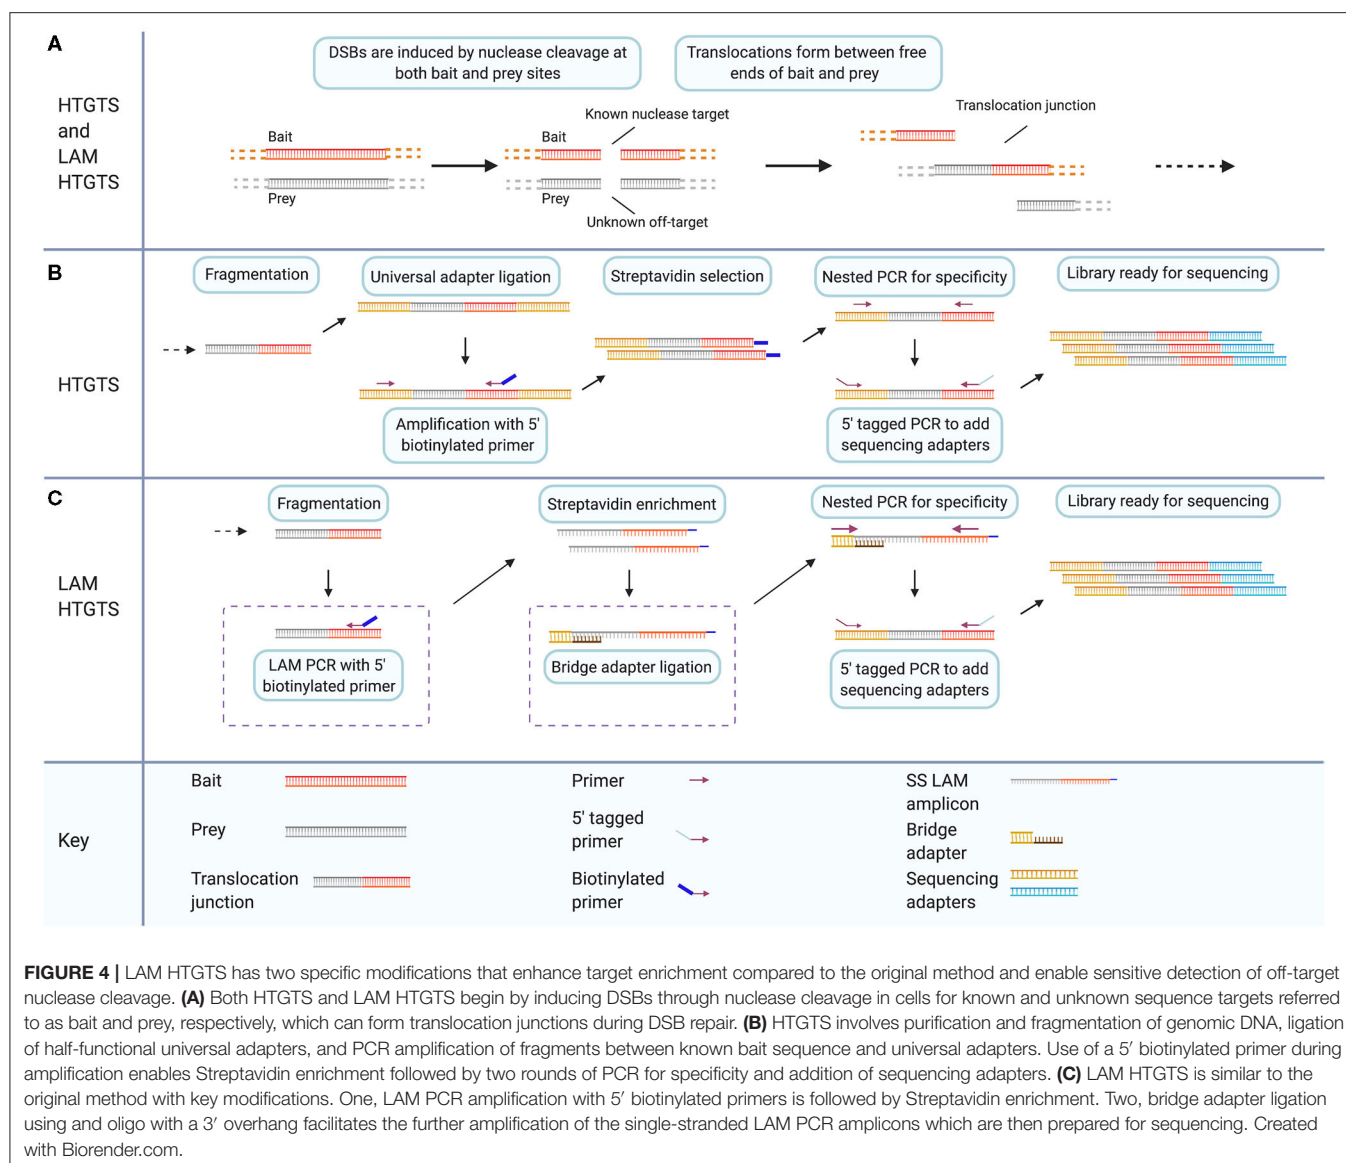 A
HTGTS
and
LAM
HTGTS
DSBs are induced by nuclease cleavage at
both bait and prey sites
Translocations form between free
ends of bait and prey
Bait
Prey
Known nuclease target
Bait
Prey
Unknown off-target
Translocation junction
B
HTGTS
Fragmentation
Universal adapter ligation
Amplification with 5'
biotinylated primer
Streptavidin selection
Nested PCR for specificity
5' tagged PCR to add
sequencing adapters
Library ready for sequencing
C
LAM
HTGTS
Fragmentation
LAM PCR with 5'
biotinylated primer
Streptavidin enrichment
Bridge adapter ligation
Nested PCR for specificity
5' tagged PCR to add
sequencing adapters
Library ready for sequencing
Key
Bait
Prey
Translocation
junction
Primer
5' tagged
primer
Biotinylated
primer
SS LAM
amplicon
Bridge
adapter
Sequencing
adapters
FIGURE 4 | LAM HTGTS has two specific modifications that enhance target enrichment compared to the original method and enable sensitive detection of off-target
nuclease cleavage. (A) Both HTGTS and LAM HTGTS begin by inducing DSBs through nuclease cleavage in cells for known and unknown sequence targets referred
to as bait and prey, respectively, which can form translocation junctions during DSB repair. (B) HTGTS involves purification and fragmentation of genomic DNA, ligation
of half-functional universal adapters, and PCR amplification of fragments between known bait sequence and universal adapters. Use of a 5′ biotinylated primer during
amplification enables Streptavidin enrichment followed by two rounds of PCR for specificity and addition of sequencing adapters. (C) LAM HTGTS is similar to the
original method with key modifications. One, LAM PCR amplification with 5′ biotinylated primers is followed by Streptavidin enrichment. Two, bridge adapter ligation
using and oligo with a 3′ overhang facilitates the further amplification of the single-stranded LAM PCR amplicons which are then prepared for sequencing. Created
with Biorender.com.